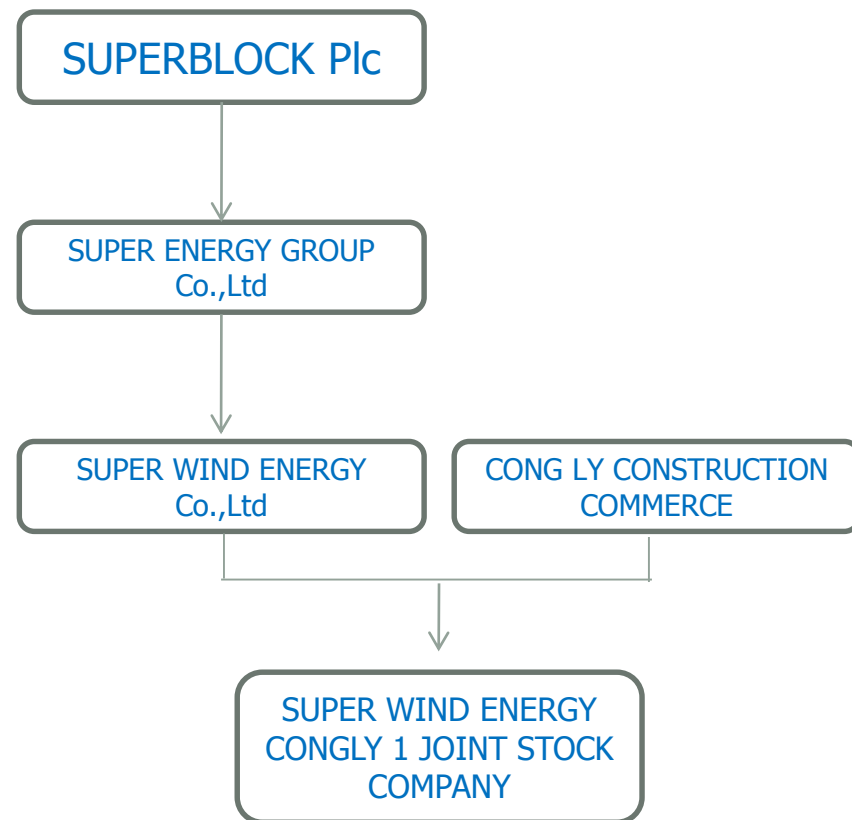 SUPERBLOCK Plc
SUPER ENERGY GROUP
Co.,Ltd
SUPER WIND ENERGY
Co.,Ltd
CONG LY CONSTRUCTION
COMMERCE
SUPER WIND ENERGY
CONGLY 1 JOINT STOCK
COMPANY